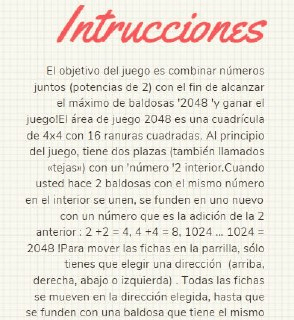 Intrucciones
El objetivo del juego es combinar números
juntos (potencias de 2) con el fin de alcanzar
el máximo de baldosas '2048 'y ganar el
juego!El área de juego 2048 es una cuadrícula
de 4x4 con 16 ranuras cuadradas. Al principio
del juego, tiene dos plazas (también llamados
«tejas») con un 'número '2 interior.Cuando
usted hace 2 baldosas con el mismo número
en el interior se unen, se funden en uno nuevo
con un número que es la adición de la 2
anterior : 2 +2 = 4, 4 +4 = 8, 1024 ... 1024 =
2048 !Para mover las fichas en la parrilla, sólo
tienes que elegir una dirección (arriba,
derecha, abajo o izquierda) . Todas las fichas
se mueven en la dirección elegida, hasta que
se funden con una baldosa que tiene el mismo